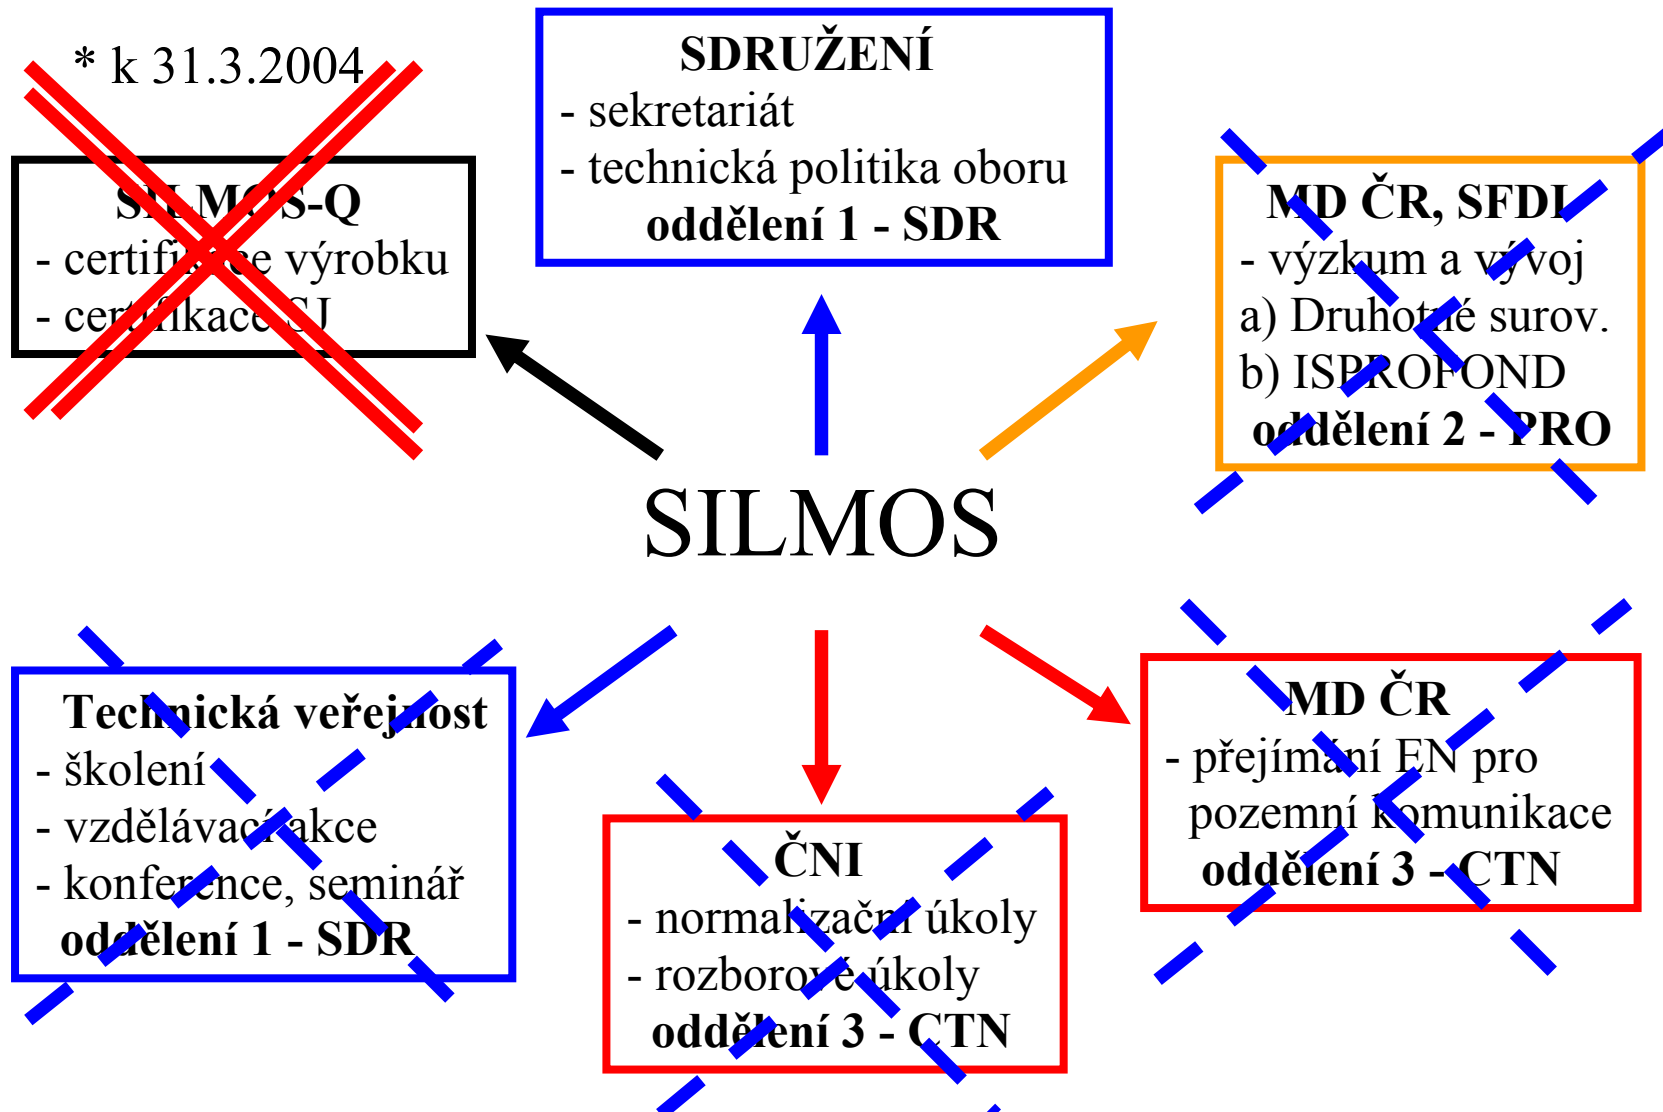 * k 31.3.2004
SILMOS-Q
- certifikace výrobku
- certifikace SJ
SDRUŽENÍ
- sekretariát
- technická politika oboru
oddělení 1 - SDR
MD ČR, SFDI
- výzkum a vývoj
a) Druhotné surov.
b) ISPROFOND
oddělení 2 - PRO
SILMOS
Technická veřejnost
- školení
- vzdělávací akce
- konference, seminář
oddělení 1 - SDR
ČNI
- normalizační úkoly
- rozborové úkoly
oddělení 3 - CTN
MD ČR
- přejímání EN pro
pozemní komunikace
oddělení 3 - CTN